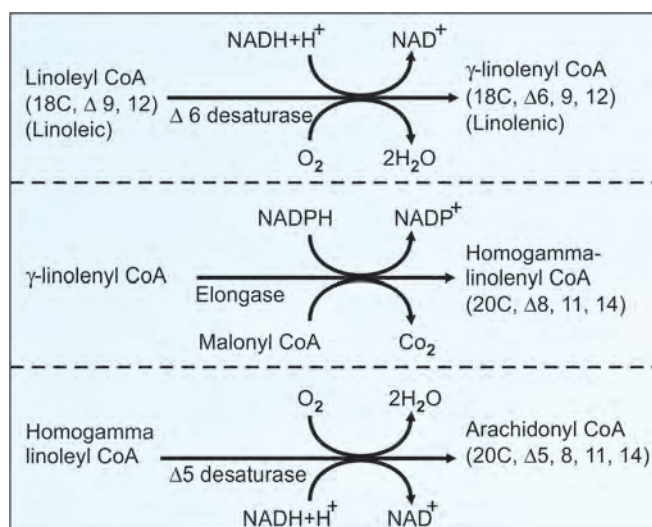 NADH+H⁺ NAD⁺
Linoleyl CoA
(18C, Δ 9, 12)
(Linoleic)
Δ 6 desaturase
γ-linolenyl CoA
(18C, Δ6, 9, 12)
(Linolenic)
O₂ 2H₂O
NADPH NADP⁺
γ-linolenyl CoA
Elongase
Homogamma-
linolenyl CoA
(20C, Δ8, 11, 14)
Malonyl CoA Co₂
O₂ 2H₂O
Homogamma
linoleyl CoA
Δ5 desaturase
Arachidonyl CoA
(20C, Δ5, 8, 11, 14)
NADH+H⁺ NAD⁺